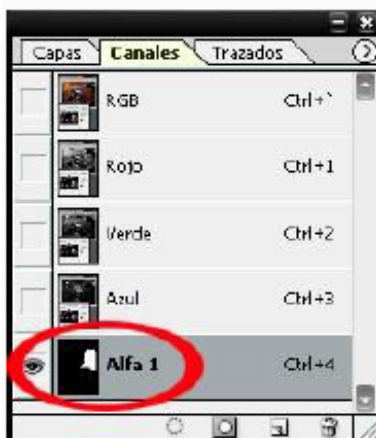 Capas Canales Trazados
RGB Ctrl+`
Rojo Ctrl+1
Verde Ctrl+2
Azul Ctrl+3
Alfa 1 Ctrl+4